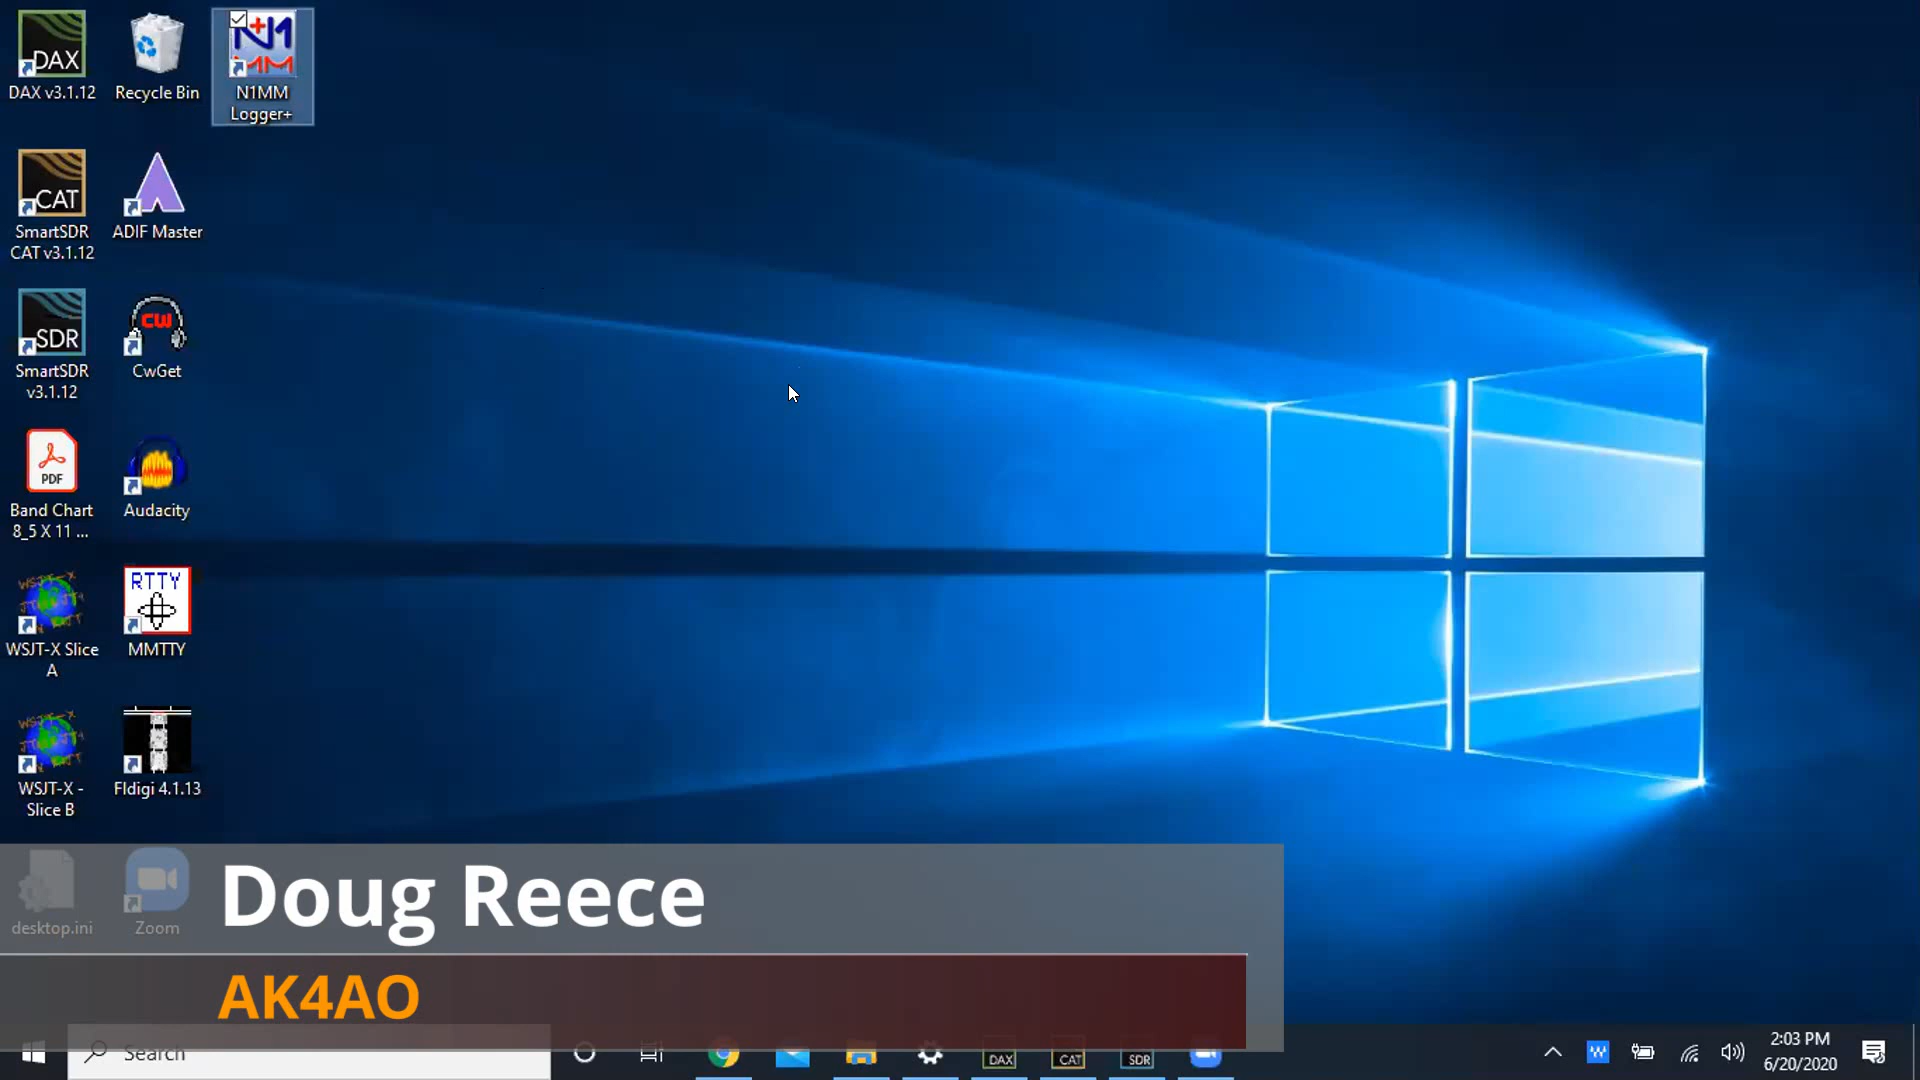 DAX
DAX v3.1.12
Recycle Bin
N1MM
N1MM
Logger+
CAT
SmartSDR
CAT v3.1.12
ADIF Master
SDR
SmartSDR
v3.1.12
CW
CwGet
PDF
Band Chart
8_5 X 11 ...
Audacity
WSJT-X
WSJT-X Slice
A
RTTY
MMTTY
WSJT-X
WSJT-X -
Slice B
Fldigi 4.1.13
desktop.ini
Zoom
Doug Reece
AK4AO
Search
DAX
CAT
SDR
W
2:03 PM
6/20/2020